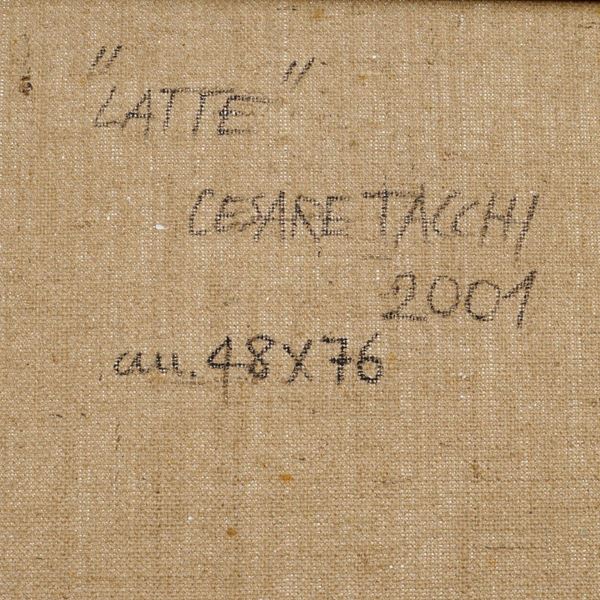 "LATTE"
CESARE TACCHI
2001
cm. 48X76